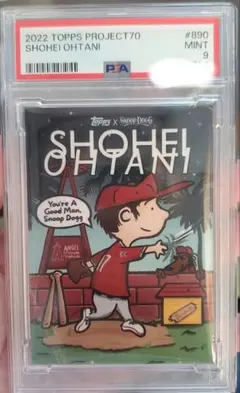 2022 TOPPS PROJECT70
#890
SHOHEI OHTANI
MINT
PSA
9
TOPPS x SNOOP DOGG
SHOHEI
OHTANI
You're A
Good Man,
Snoop Dogg
ANGEL